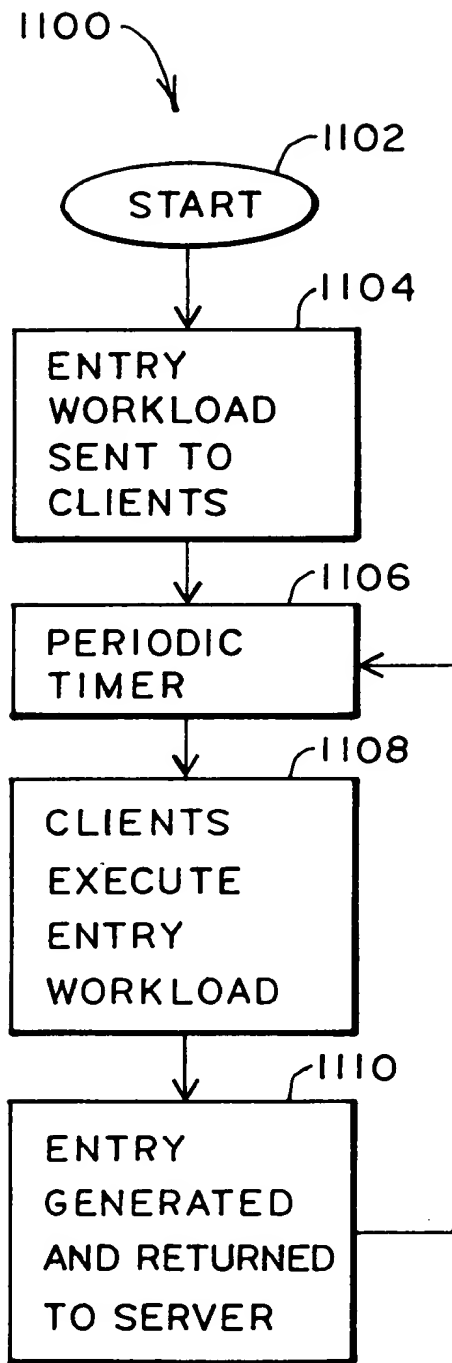 1100
1102
START
1104
ENTRY
WORKLOAD
SENT TO
CLIENTS
1106
PERIODIC
TIMER
1108
CLIENTS
EXECUTE
ENTRY
WORKLOAD
1110
ENTRY
GENERATED
AND RETURNED
TO SERVER